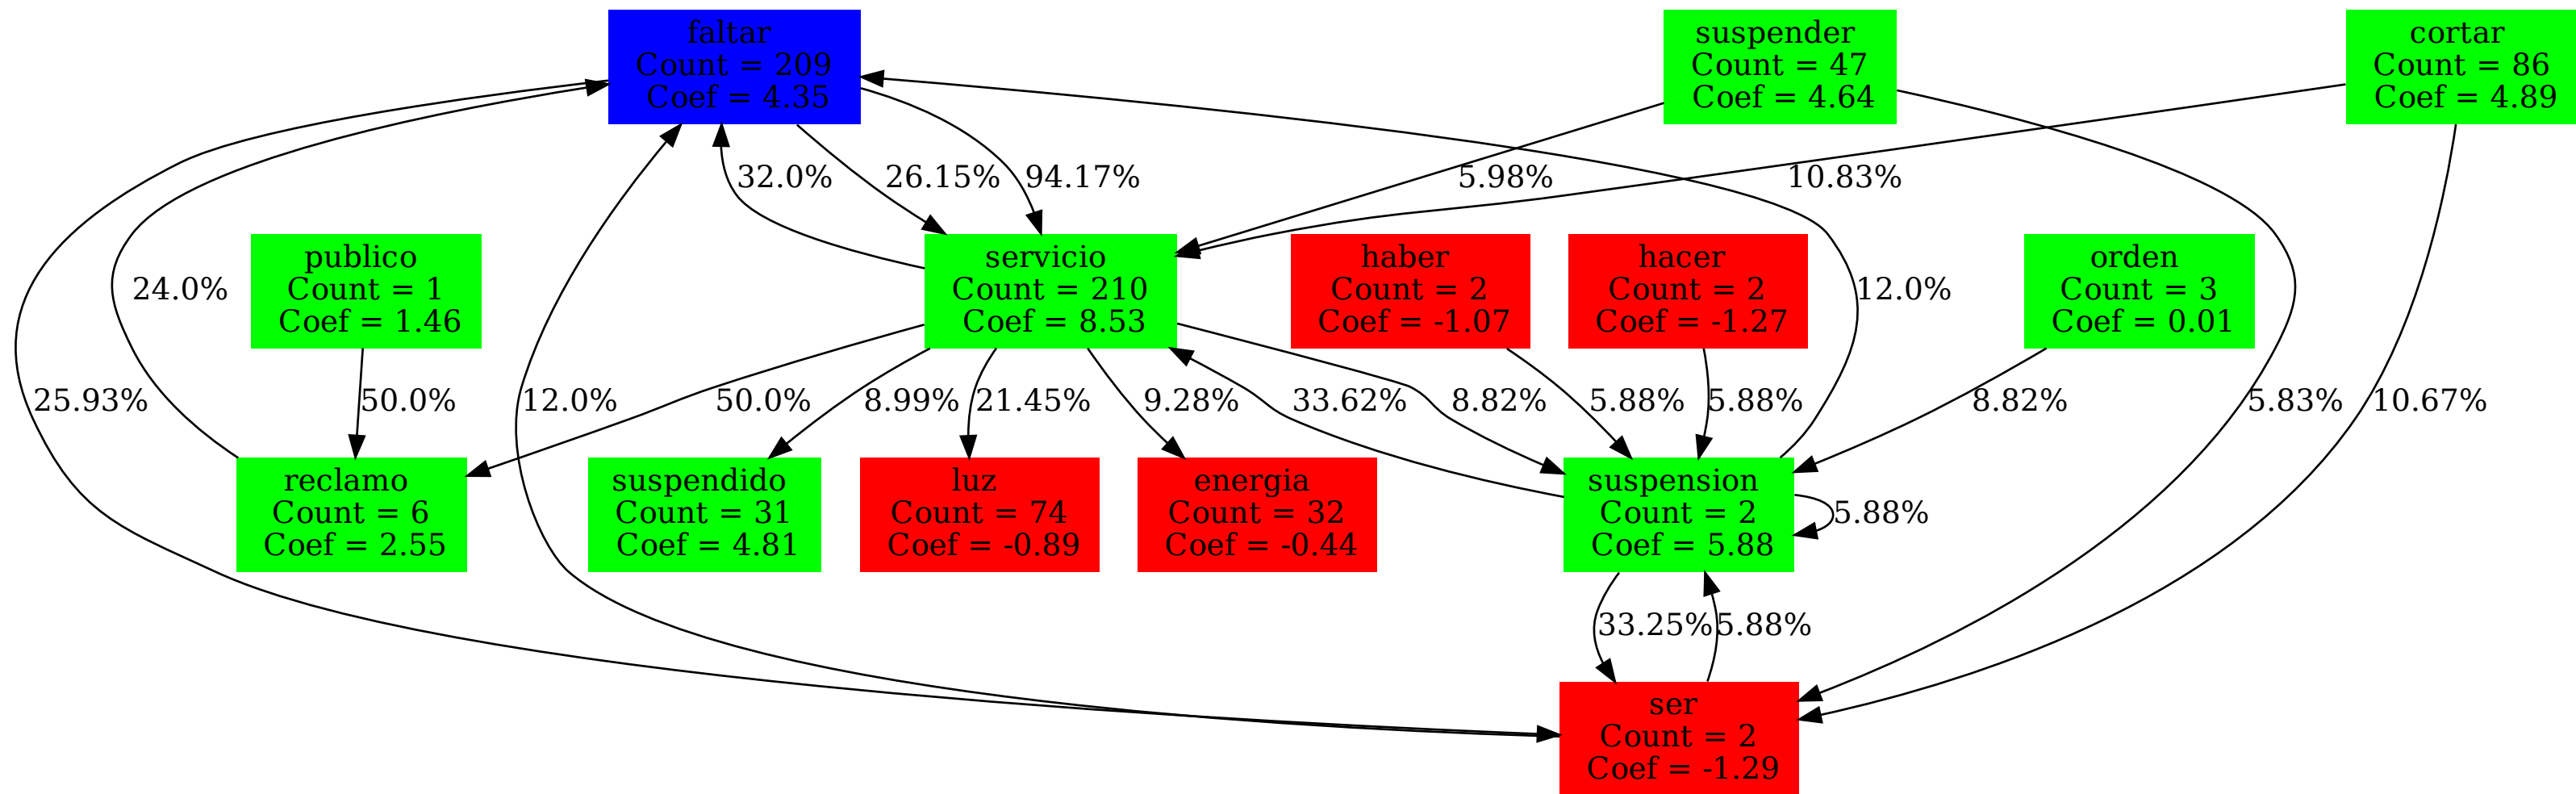 faltar
Count = 209
Coef = 4.35
suspender
Count = 47
Coef = 4.64
cortar
Count = 86
Coef = 4.89
32.0%
26.15%
94.17%
5.98%
10.83%
publico
Count = 1
Coef = 1.46
servicio
Count = 210
Coef = 8.53
haber
Count = 2
Coef = -1.07
hacer
Count = 2
Coef = -1.27
orden
Count = 3
Coef = 0.01
24.0%
12.0%
25.93%
50.0%
12.0%
50.0%
8.99%
21.45%
9.28%
33.62%
8.82%
5.88%
5.88%
8.82%
5.83%
10.67%
reclamo
Count = 6
Coef = 2.55
suspendido
Count = 31
Coef = 4.81
luz
Count = 74
Coef = -0.89
energia
Count = 32
Coef = -0.44
suspension
Count = 2
Coef = 5.88
5.88%
33.25%
5.88%
ser
Count = 2
Coef = -1.29